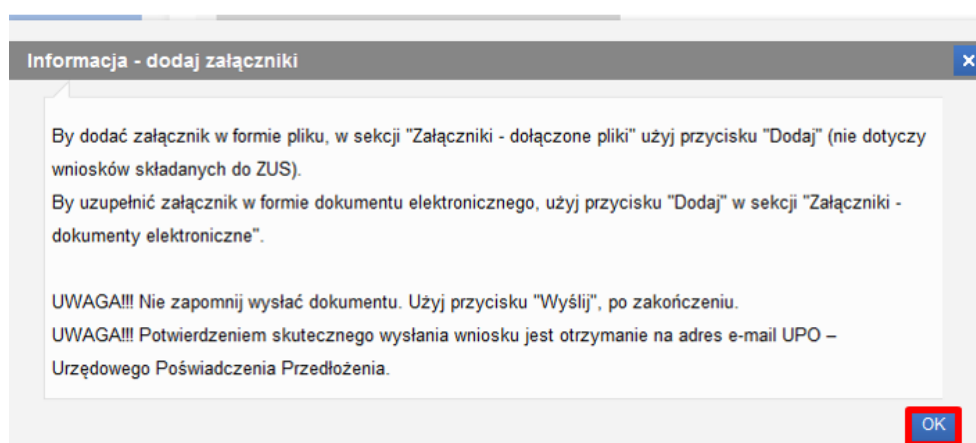 Informacja - dodaj załączniki
By dodać załącznik w formie pliku, w sekcji "Załączniki - dołączone pliki" użyj przycisku "Dodaj" (nie dotyczy
wniosków składanych do ZUS).
By uzupełnić załącznik w formie dokumentu elektronicznego, użyj przycisku "Dodaj" w sekcji "Załączniki -
dokumenty elektroniczne".
UWAGA!!! Nie zapomnij wysłać dokumentu. Użyj przycisku "Wyślij", po zakończeniu.
UWAGA!!! Potwierdzeniem skutecznego wysłania wniosku jest otrzymanie na adres e-mail UPO –
Urzędowego Poświadczenia Przedłożenia.
OK